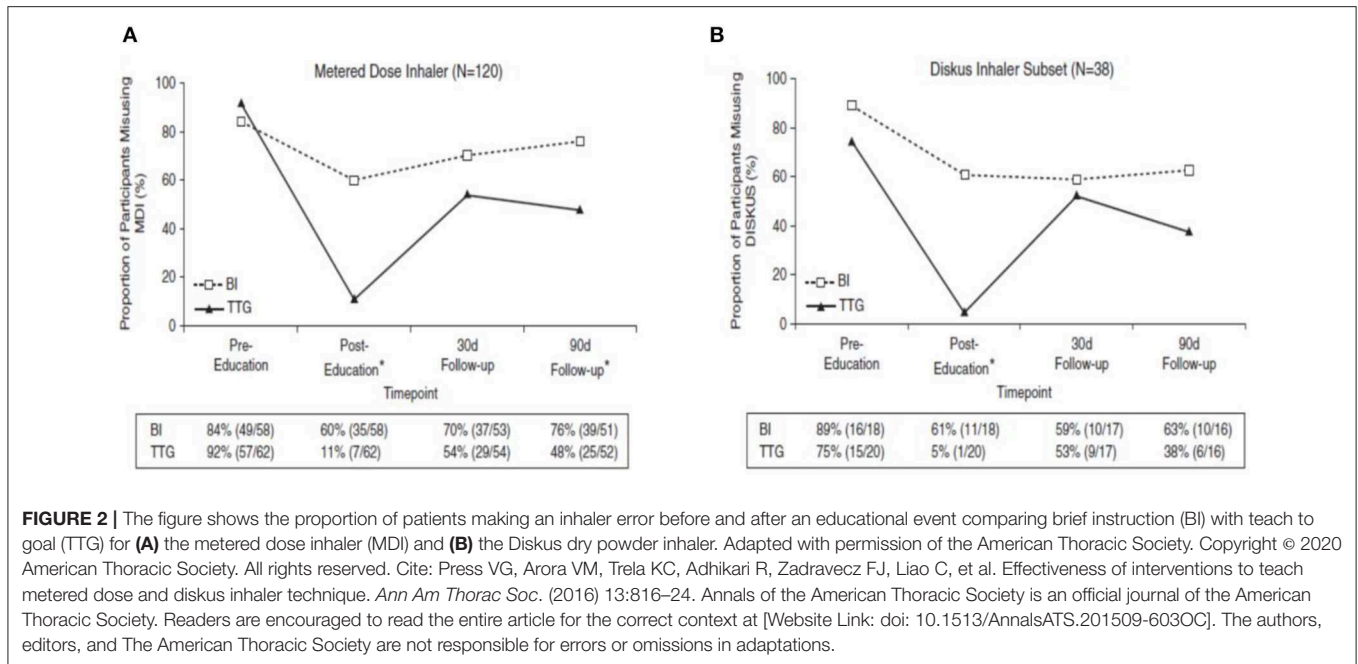 A
Metered Dose Inhaler (N=120)
Proportion of Participants Misusing
MDI (%)
100
80
60
40
20
0
BI
TTG
Pre-
Education
Post-
Education*
30d
Follow-up
90d
Follow-up*
Timepoint
BI 84% (49/58) 60% (35/58) 70% (37/53) 76% (39/51)
TTG 92% (57/62) 11% (7/62) 54% (29/54) 48% (25/52)
B
Diskus Inhaler Subset (N=38)
Proportion of Participants Misusing
DISKUS (%)
100
80
60
40
20
0
BI
TTG
Pre-
Education
Post-
Education*
30d
Follow-up
90d
Follow-up
Timepoint
BI 89% (16/18) 61% (11/18) 59% (10/17) 63% (10/16)
TTG 75% (15/20) 5% (1/20) 53% (9/17) 38% (6/16)
FIGURE 2 | The figure shows the proportion of patients making an inhaler error before and after an educational event comparing brief instruction (BI) with teach to
goal (TTG) for (A) the metered dose inhaler (MDI) and (B) the Diskus dry powder inhaler. Adapted with permission of the American Thoracic Society. Copyright © 2020
American Thoracic Society. All rights reserved. Cite: Press VG, Arora VM, Trela KC, Adhikari R, Zadravecz FJ, Liao C, et al. Effectiveness of interventions to teach
metered dose and diskus inhaler technique. Ann Am Thorac Soc. (2016) 13:816–24. Annals of the American Thoracic Society is an official journal of the American
Thoracic Society. Readers are encouraged to read the entire article for the correct context at [Website Link: doi: 10.1513/AnnalsATS.201509-603OC]. The authors,
editors, and The American Thoracic Society are not responsible for errors or omissions in adaptations.